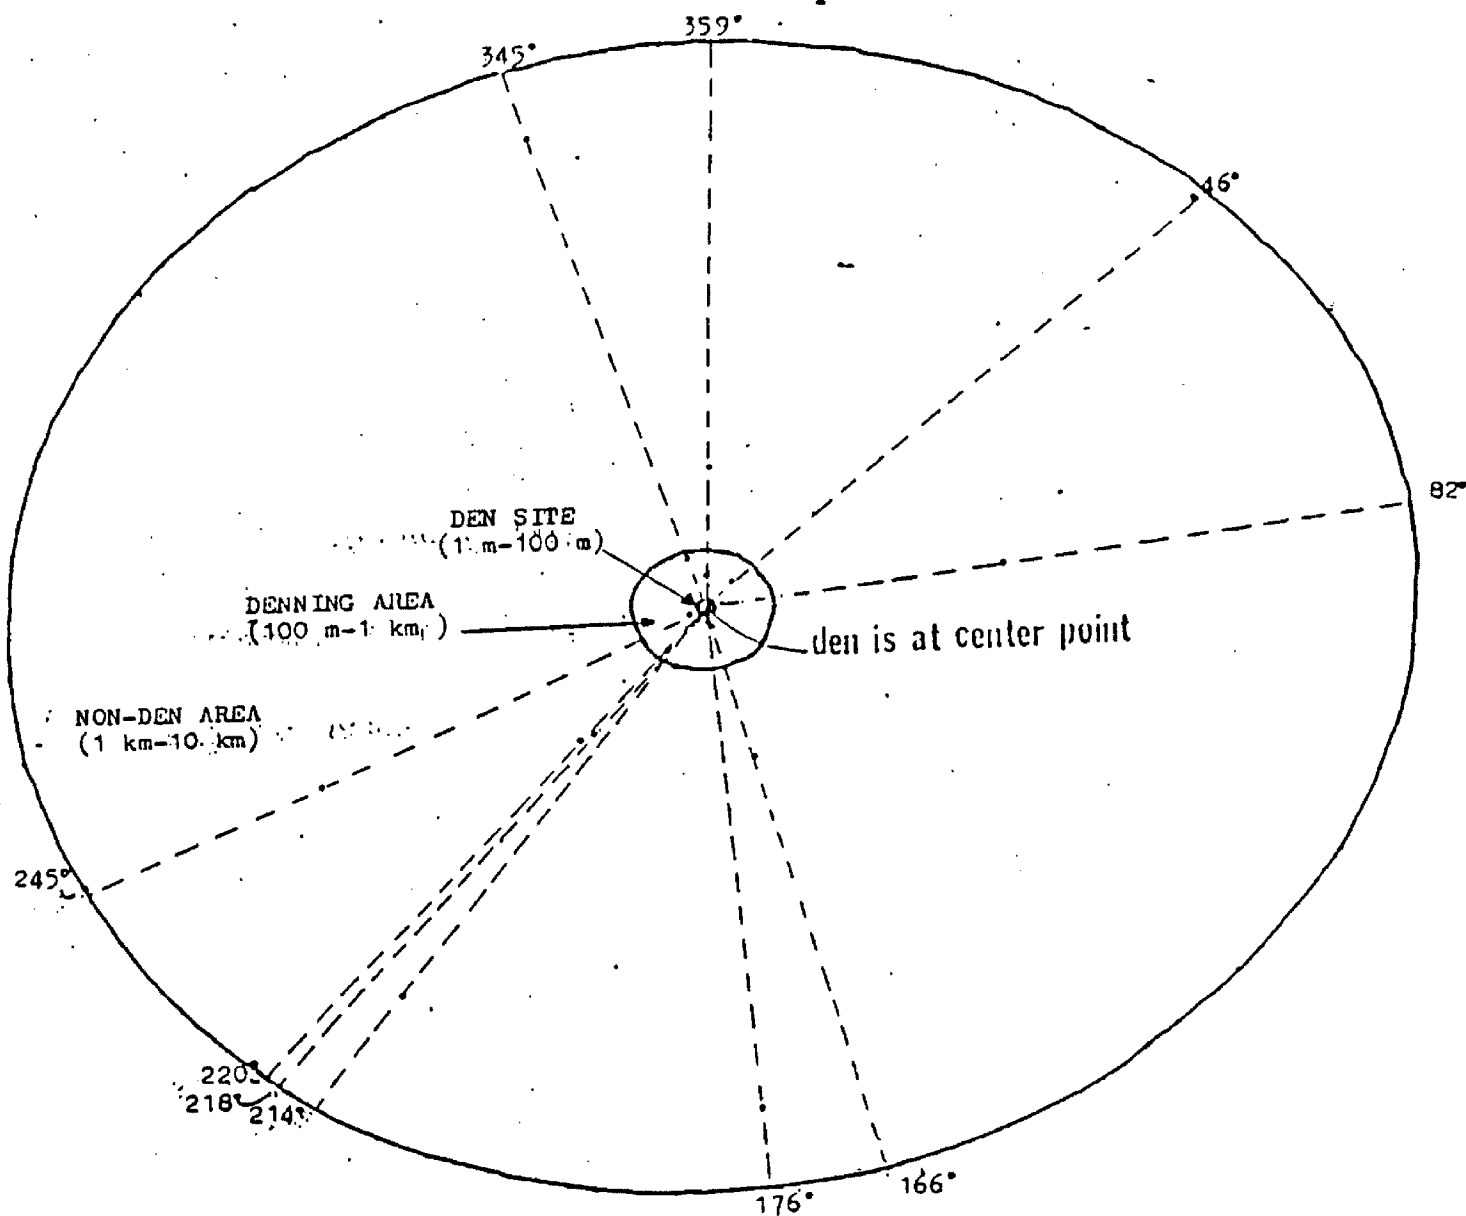 359°
345°
46°
82°
DEN SITE
(1 m-100 m)
DENNING AREA
(100 m-1 km)
den is at center point
NON-DEN AREA
(1 km-10 km)
245°
220°
218°
214°
176°
166°